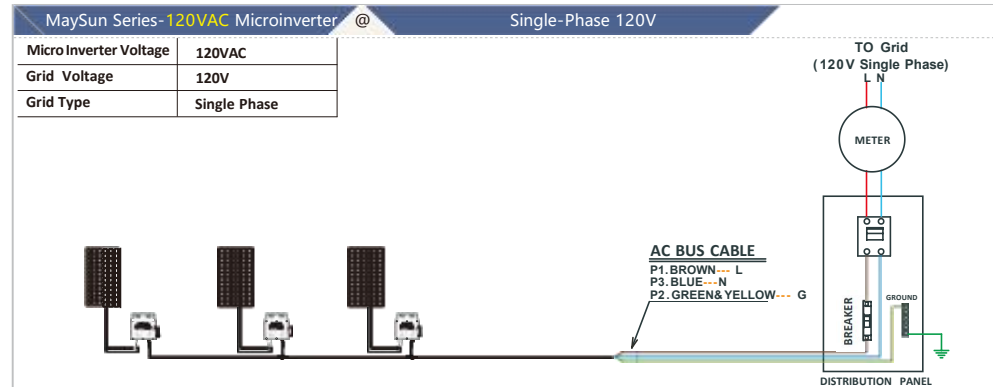 MaySun Series-120VAC Microinverter @ Single-Phase 120V
Micro Inverter Voltage 120VAC
Grid Voltage 120V
Grid Type Single Phase
TO Grid
(120V Single Phase)
L N
METER
AC BUS CABLE
P1.BROWN--- L
P3.BLUE---N
P2.GREEN&YELLOW--- G
BREAKER
GROUND
DISTRIBUTION PANEL